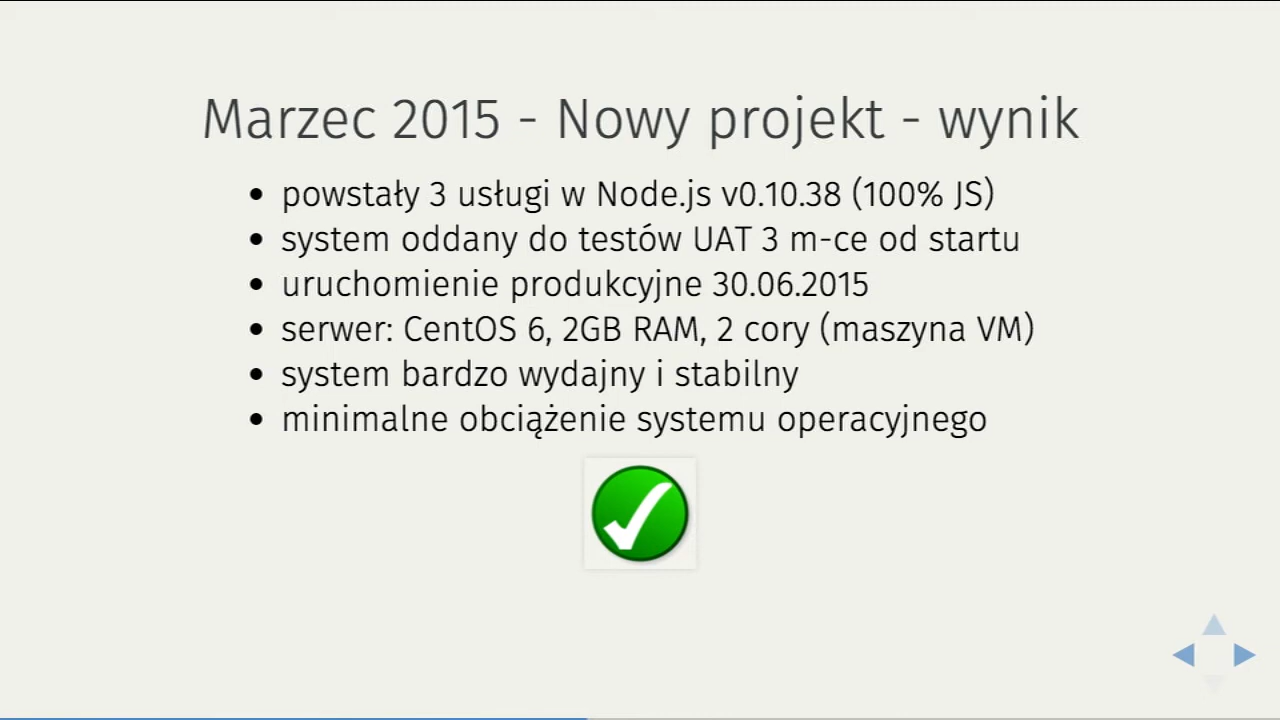 Marzec 2015 - Nowy projekt - wynik
powstały 3 usługi w Node.js v0.10.38 (100% JS)
system oddany do testów UAT 3 m-ce od startu
uruchomienie produkcyjne 30.06.2015
serwer: CentOS 6, 2GB RAM, 2 cory (maszyna VM)
system bardzo wydajny i stabilny
minimalne obciążenie systemu operacyjnego